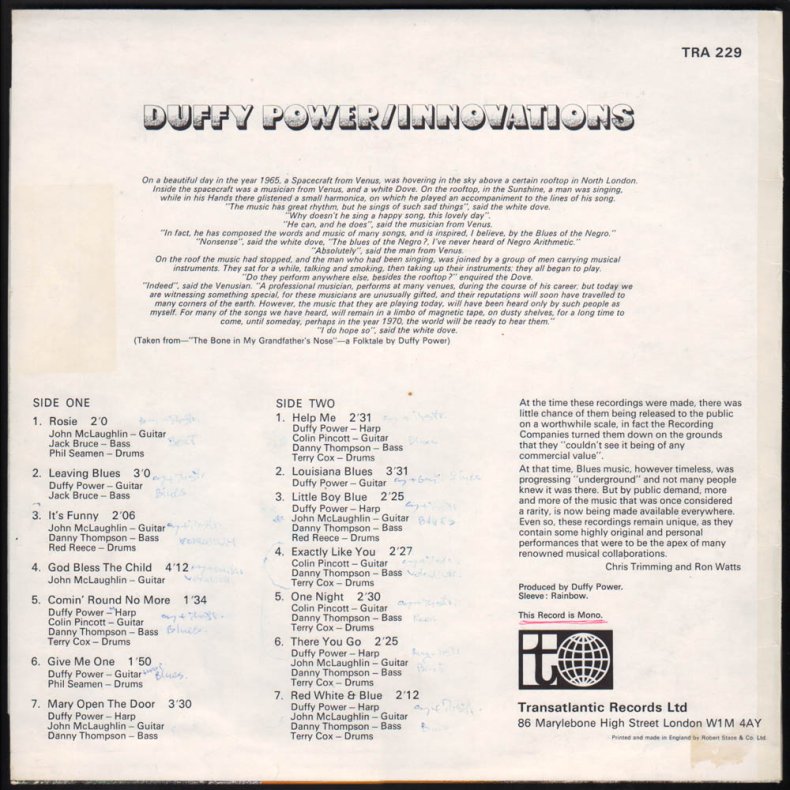 TRA 229
DUFFY POWER/INNOVATIONS
On a beautiful day in the year 1965, a Spacecraft from Venus, was hovering in the sky above a certain rooftop in North London.
Inside the spacecraft was a musician from Venus, and a white Dove. On the rooftop, in the Sunshine, a man was singing,
while in his Hands there glistened a small harmonica, on which he played an accompaniment to the lines of his song.
"The music has great rhythm, but he sings of such sad things", said the white dove.
"Why doesn't he sing a happy song, this lovely day".
"He can, and he does", said the musician from Venus.
"In fact, he has composed the words and music of many songs, and is inspired, I believe, by the Blues of the Negro."
"Nonsense", said the white dove, "The blues of the Negro?, I've never heard of Negro Arithmetic."
"Absolutely", said the man from Venus.
On the roof the music had stopped, and the man who had been singing, was joined by a group of men carrying musical
instruments. They sat for a while, talking and smoking, then taking up their instruments; they all began to play.
"Do they perform anywhere else, besides the rooftop?" enquired the Dove.
"Indeed", said the Venusian. "A professional musician, performs at many venues, during the course of his career, but today we
are witnessing something special, for these musicians are unusually gifted, and their reputations will soon have travelled to
many corners of the earth. However, the music that they are playing today, will have been heard only by such people as
myself. For many of the songs we have heard, will remain in a limbo of magnetic tape, on dusty shelves, for a long time to
come, until someday, perhaps in the year 1970, the world will be ready to hear them."
"I do hope so", said the white dove.
(Taken from—"The Bone in My Grandfather's Nose"—a Folktale by Duffy Power)
SIDE ONE
1. Rosie 2'0
John McLaughlin – Guitar
Jack Bruce – Bass
Phil Seamen – Drums
2. Leaving Blues 3'0
Duffy Power – Guitar
Jack Bruce – Bass
Blues
3. It's Funny 2'06
John McLaughlin – Guitar
Danny Thompson – Bass
Red Reece – Drums
4. God Bless The Child 4'12
John McLaughlin – Guitar
5. Comin' Round No More 1'34
Duffy Power – Harp
Colin Pincott – Guitar
Danny Thompson – Bass
Blues
Terry Cox – Drums
6. Give Me One 1'50
Duffy Power – Guitar
Blues
Phil Seamen – Drums
7. Mary Open The Door 3'30
Duffy Power – Harp
John McLaughlin – Guitar
Danny Thompson – Bass
SIDE TWO
1. Help Me 2'31
Duffy Power – Harp
Colin Pincott – Guitar
Blues
Danny Thompson – Bass
Terry Cox – Drums
2. Louisiana Blues 3'31
Duffy Power – Guitar
3. Little Boy Blue 2'25
Duffy Power – Harp
John McLaughlin – Guitar
Blues
Danny Thompson – Bass
Red Reece – Drums
4. Exactly Like You 2'27
Colin Pincott – Guitar
Danny Thompson – Bass
Terry Cox – Drums
5. One Night 2'30
Colin Pincott – Guitar
Danny Thompson – Bass
Terry Cox – Drums
6. There You Go 2'25
Duffy Power – Harp
John McLaughlin – Guitar
Danny Thompson – Bass
Terry Cox – Drums
7. Red White & Blue 2'12
Duffy Power – Harp
John McLaughlin – Guitar
Danny Thompson – Bass
Terry Cox – Drums
At the time these recordings were made, there was
little chance of them being released to the public
on a worthwhile scale, in fact the Recording
Companies turned them down on the grounds
that they "couldn't see it being of any
commercial value".
At that time, Blues music, however timeless, was
progressing "underground" and not many people
knew it was there. But by public demand, more
and more of the music that was once considered
a rarity, is now being made available everywhere.
Even so, these recordings remain unique, as they
contain some highly original and personal
performances that were to be the apex of many
renowned musical collaborations.
Chris Trimming and Ron Watts
Produced by Duffy Power.
Sleeve: Rainbow.
This Record is Mono.
it
Transatlantic Records Ltd
86 Marylebone High Street London W1M 4AY
Printed and made in England by Robert Stace & Co. Ltd.